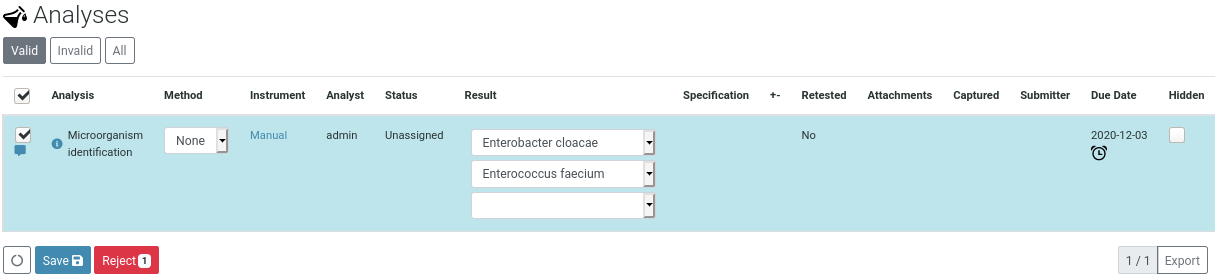 Analyses
Valid Invalid All
Analysis Method Instrument Analyst Status Result Specification +- Retested Attachments Captured Submitter Due Date Hidden
Microorganism identification None Manual admin Unassigned Enterobacter cloacae No 2020-12-03
Enterococcus faecium
Save Reject 1 1 / 1 Export